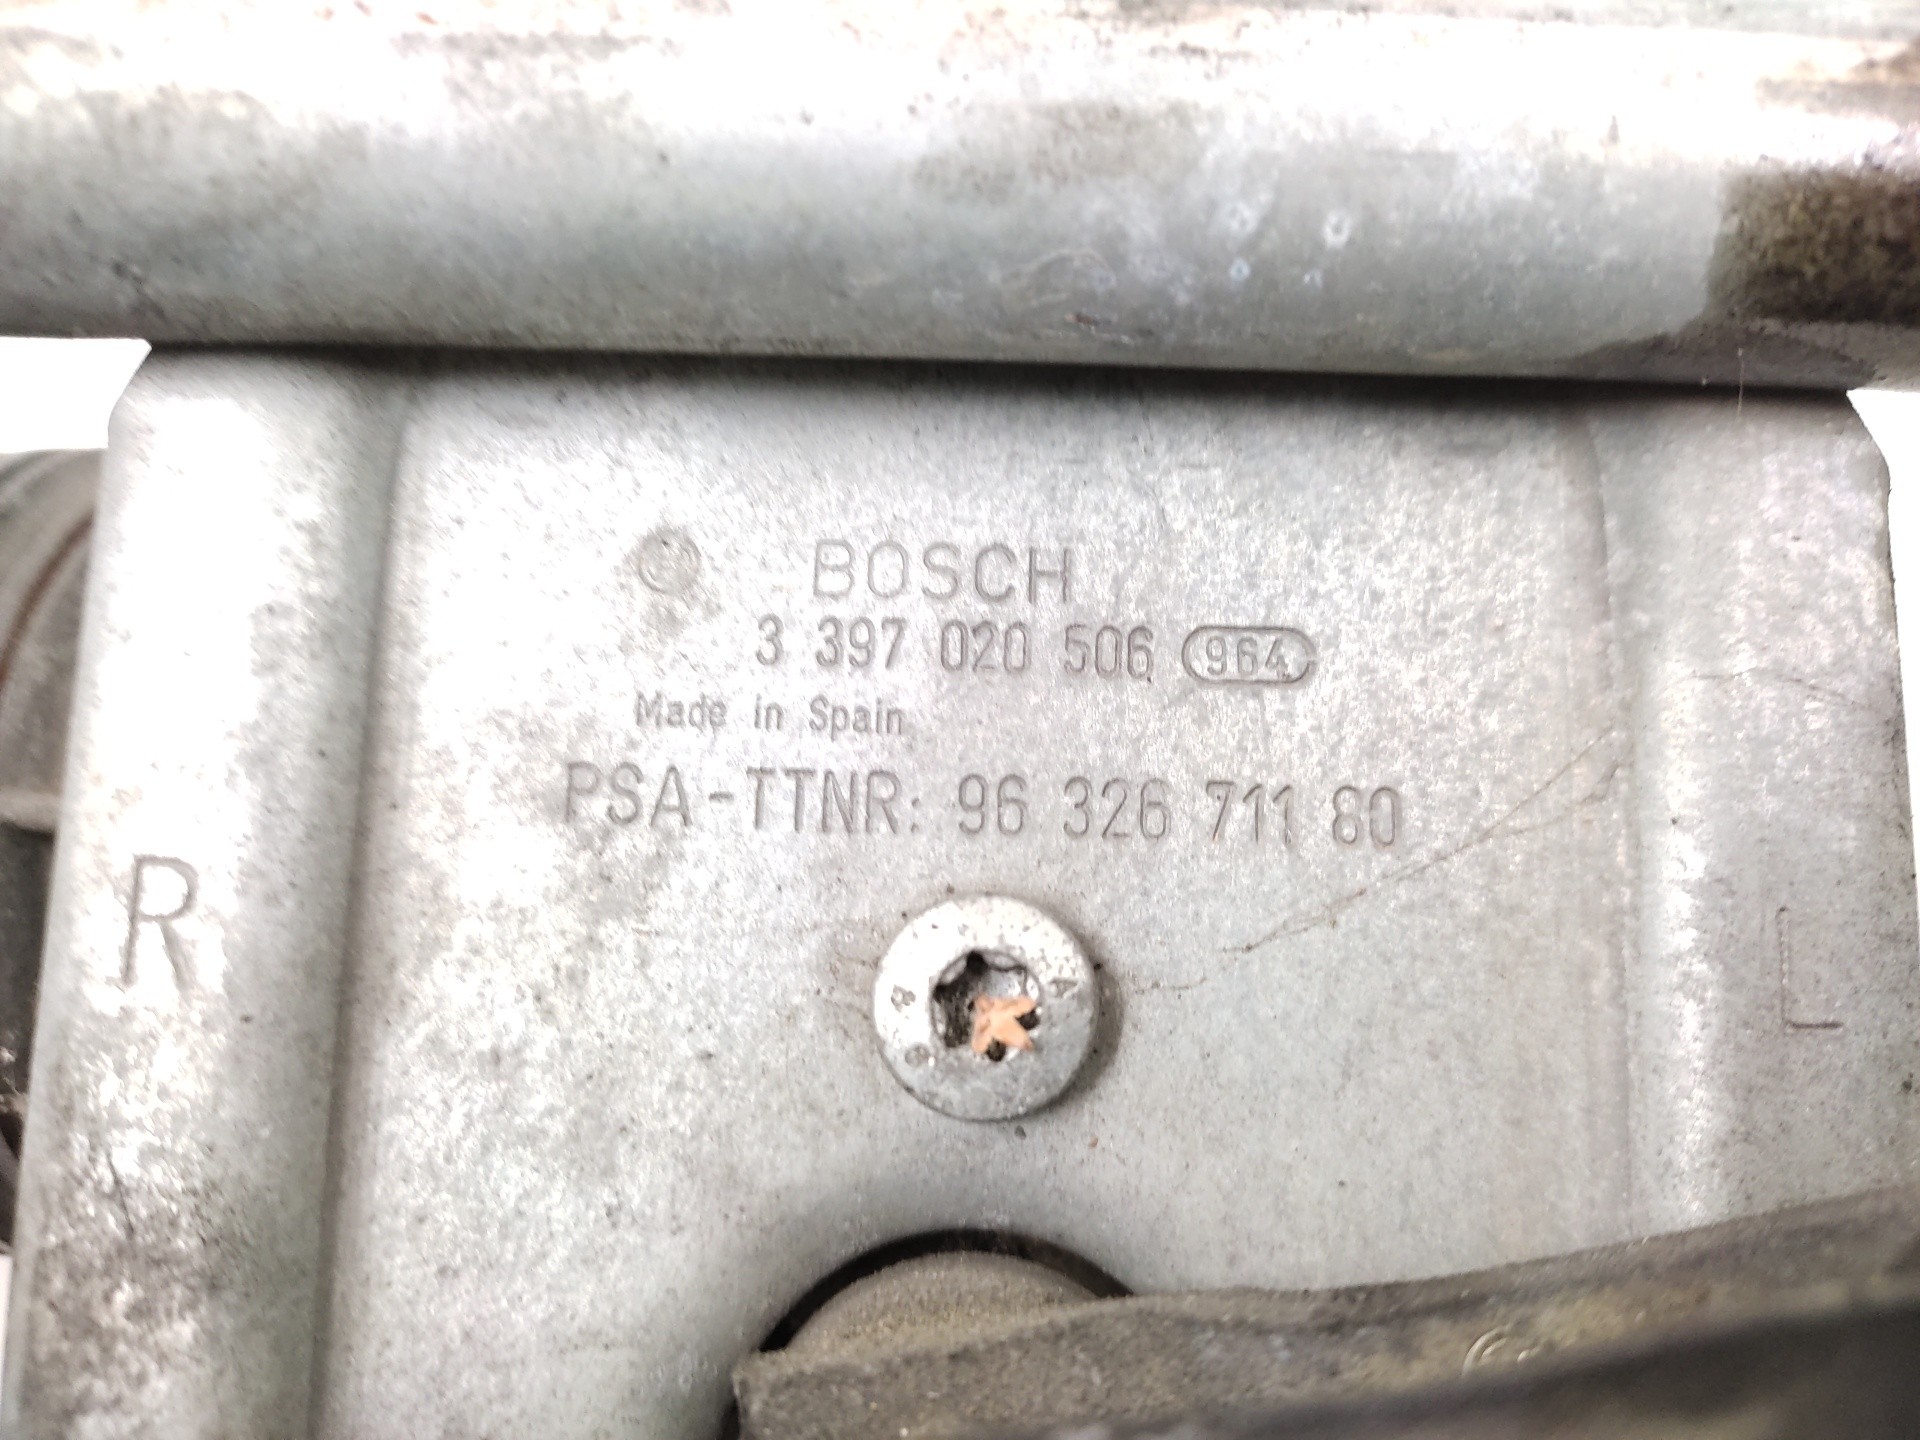 BOSCH
3 397 020 506 964
Made in Spain
PSA-TTNR: 96 326 711 80
R
L